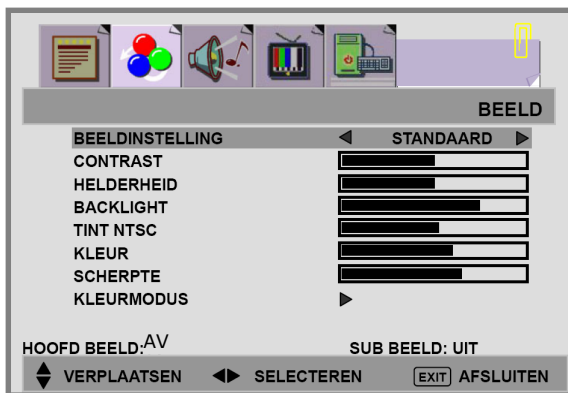 BEELD
BEELDINSTELLING STANDAARD
CONTRAST
HELDERHEID
BACKLIGHT
TINT NTSC
KLEUR
SCHERPTE
KLEURMODUS
HOOFD BEELD:AV SUB BEELD: UIT
VERPLAATSEN SELECTEREN EXIT AFSLUITEN